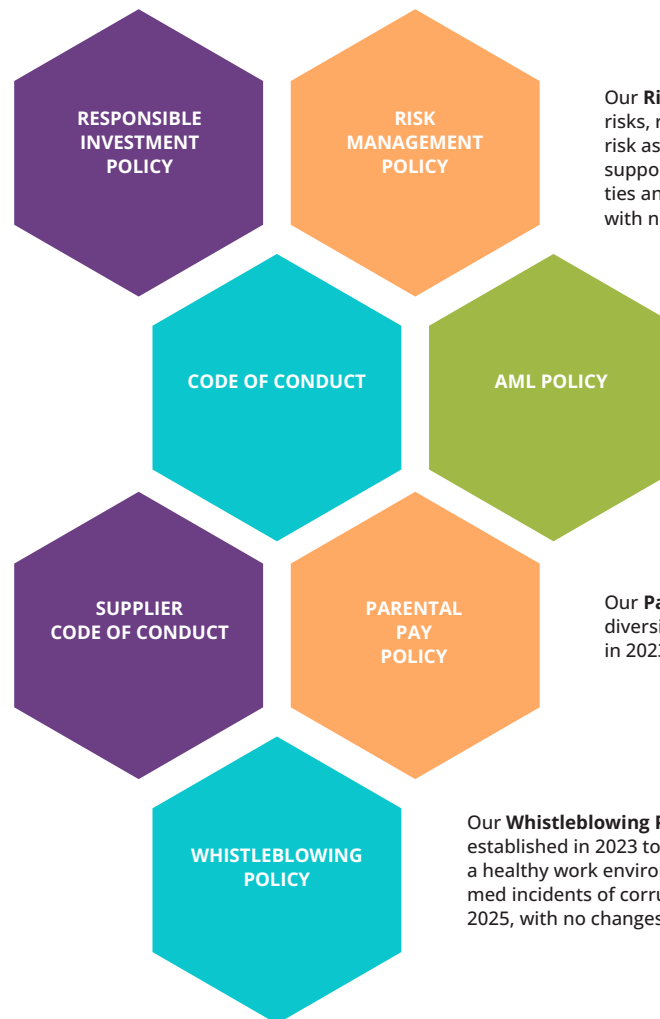 RESPONSIBLE
INVESTMENT
POLICY
RISK
MANAGEMENT
POLICY
Our
risks,
risk
suppo
ties
with
CODE OF CONDUCT
AML POLICY
SUPPLIER
CODE OF CONDUCT
PARENTAL
PAY
POLICY
Our
diversi
in 2023
WHISTLEBLOWING
POLICY
Our Whistleblowing
established in 2023 to
a healthy work enviro
med incidents of corru
2025, with no changes